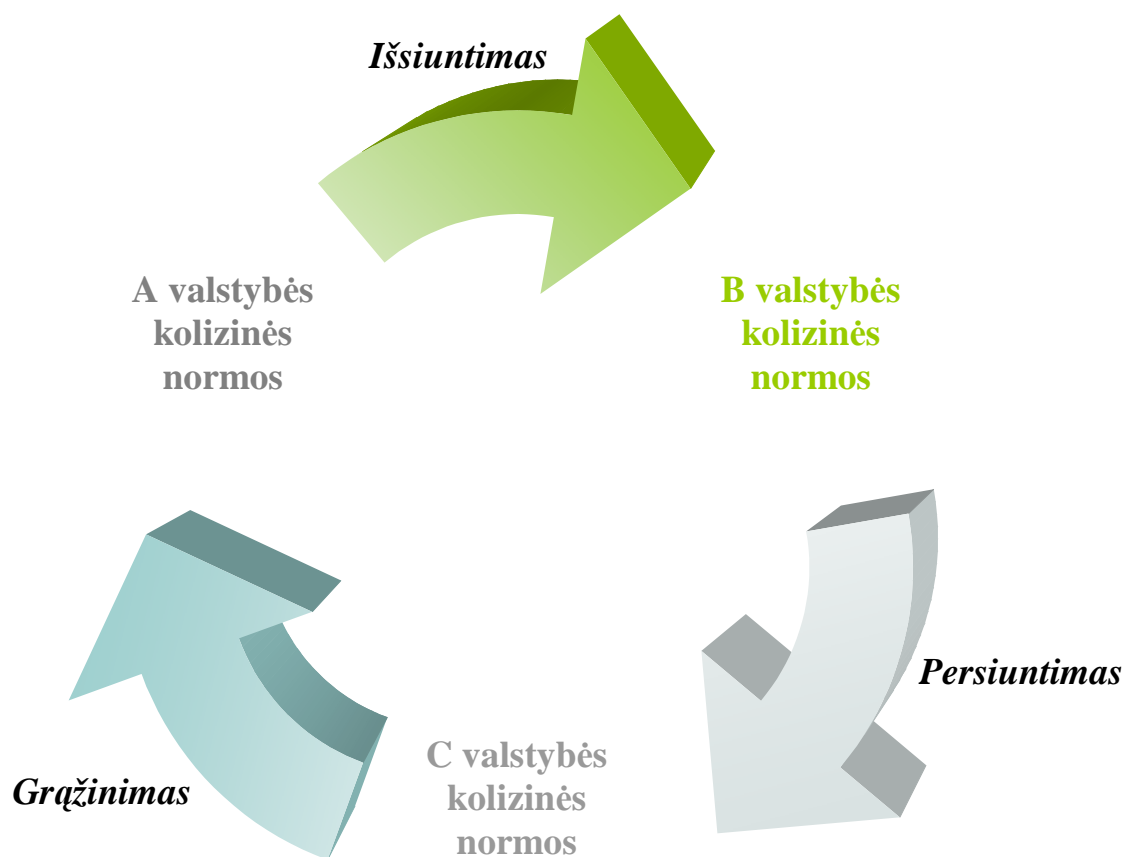 Išsiuntimas
A valstybės
kolizinės
normos
B valstybės
kolizinės
normos
Persiuntimas
C valstybės
kolizinės
normos
Grąžinimas